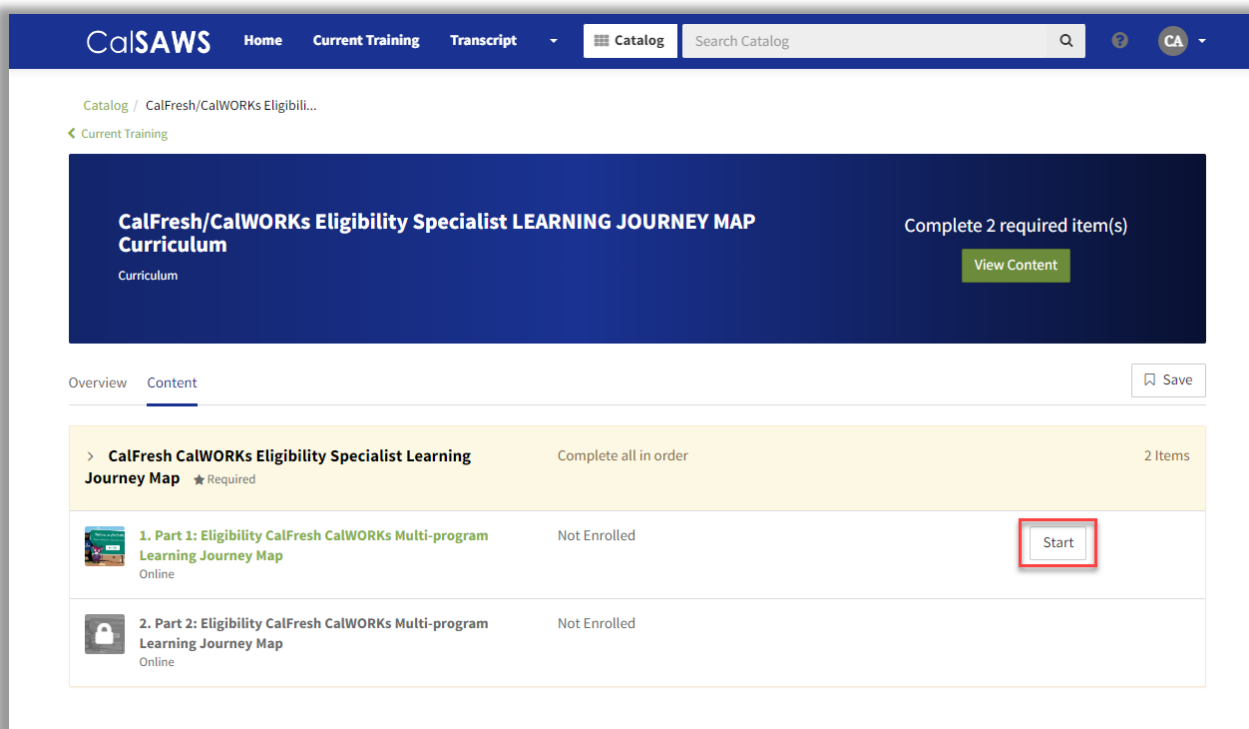 CalSAWS Home Current Training Transcript Catalog Search Catalog CA
Catalog / CalFresh/CalWORKs Eligibili...
Current Training
CalFresh/CalWORKs Eligibility Specialist LEARNING JOURNEY MAP
Curriculum
Curriculum
Complete 2 required item(s)
View Content
Overview Content Save
CalFresh CalWORKs Eligibility Specialist Learning
Journey Map Required
Complete all in order
2 Items
1. Part 1: Eligibility CalFresh CalWORKs Multi-program
Learning Journey Map
Online
Not Enrolled
Start
2. Part 2: Eligibility CalFresh CalWORKs Multi-program
Learning Journey Map
Online
Not Enrolled